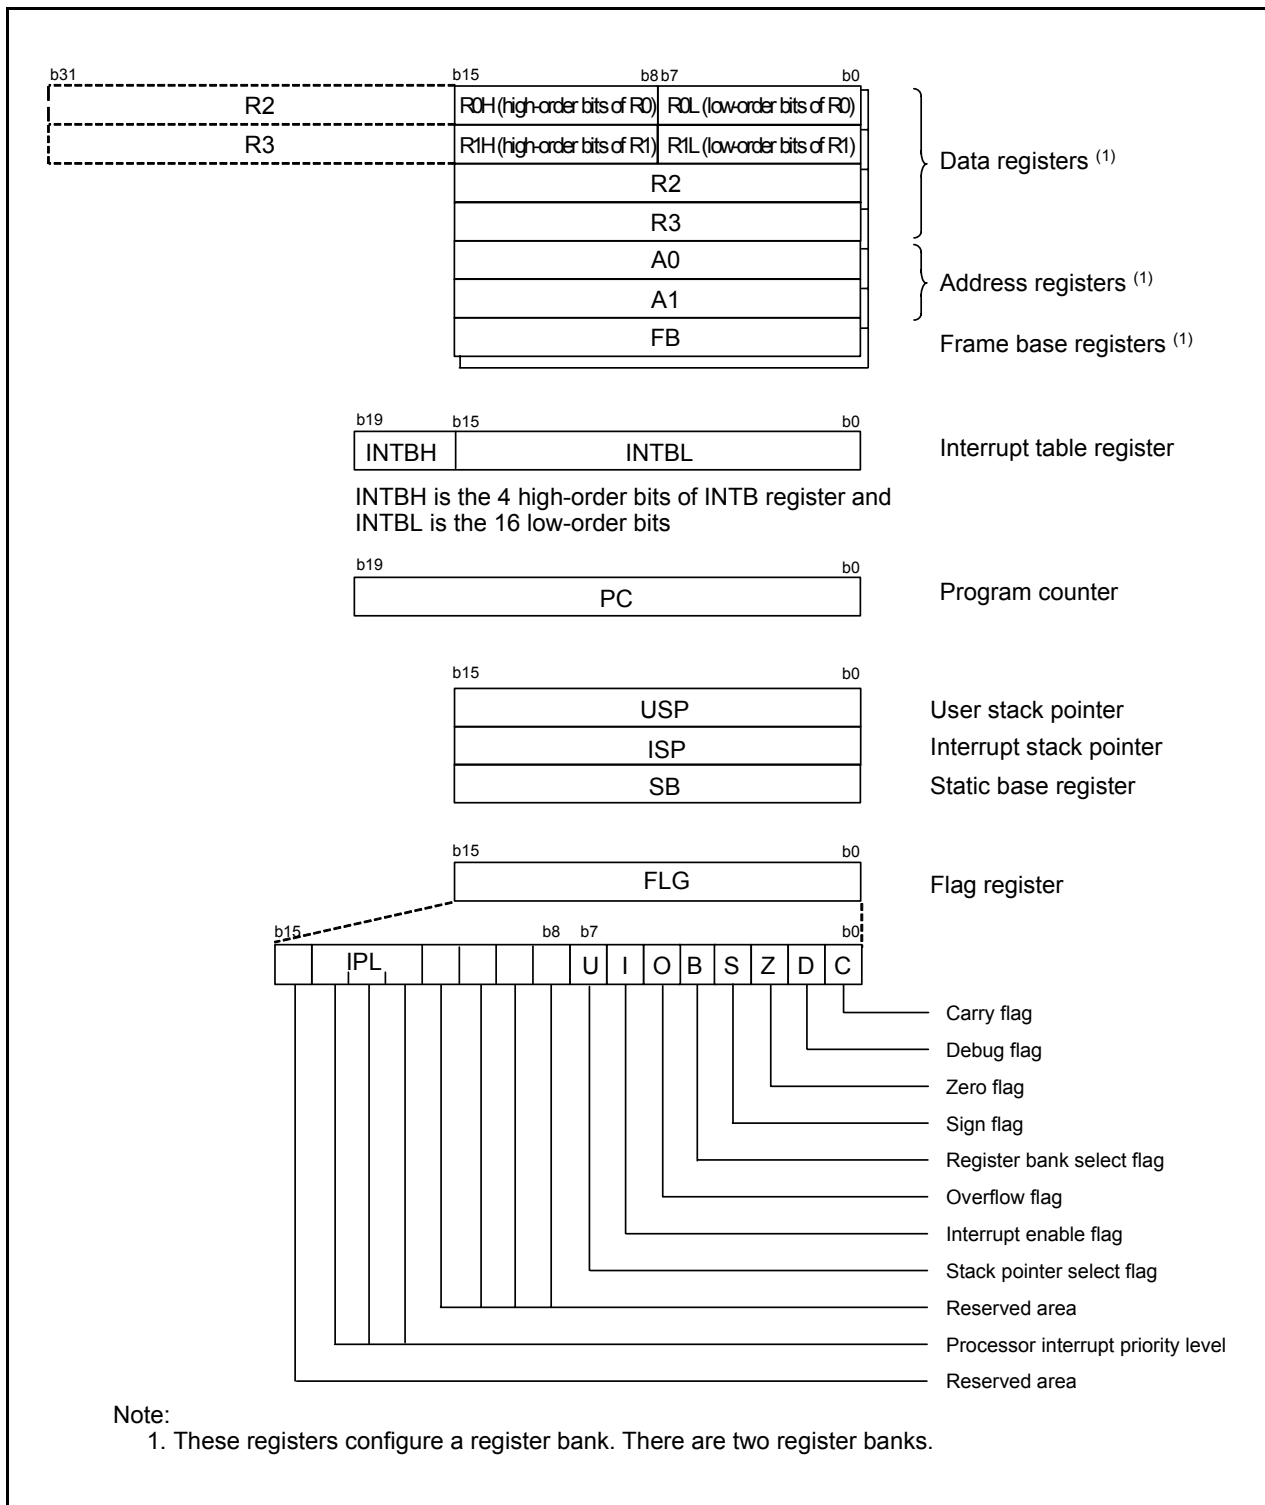 b31 b15 b8 b7 b0
R2 R0H (high-order bits of R0) R0L (low-order bits of R0)
R3 R1H (high-order bits of R1) R1L (low-order bits of R1)
Data registers (1)
R2
R3
A0
A1
Address registers (1)
FB
Frame base registers (1)
b19 b15 b0
INTBH INTBL Interrupt table register
INTBH is the 4 high-order bits of INTB register and
INTBL is the 16 low-order bits
b19 b0
PC Program counter
b15 b0
USP User stack pointer
ISP Interrupt stack pointer
SB Static base register
b15 b0
FLG Flag register
b15 b8 b7 b0
IPL U I O B S Z D C
Carry flag
Debug flag
Zero flag
Sign flag
Register bank select flag
Overflow flag
Interrupt enable flag
Stack pointer select flag
Reserved area
Processor interrupt priority level
Reserved area
Note:
1. These registers configure a register bank. There are two register banks.